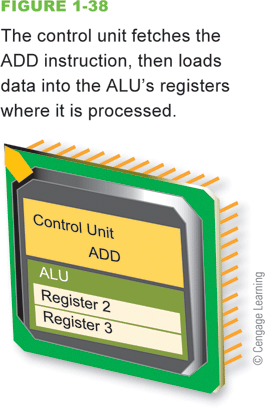 FIGURE 1-38
The control unit fetches the
ADD instruction, then loads
data into the ALU's registers
where it is processed.
Control Unit
ADD
ALU
Register 2
Register 3
© Cengage Learning